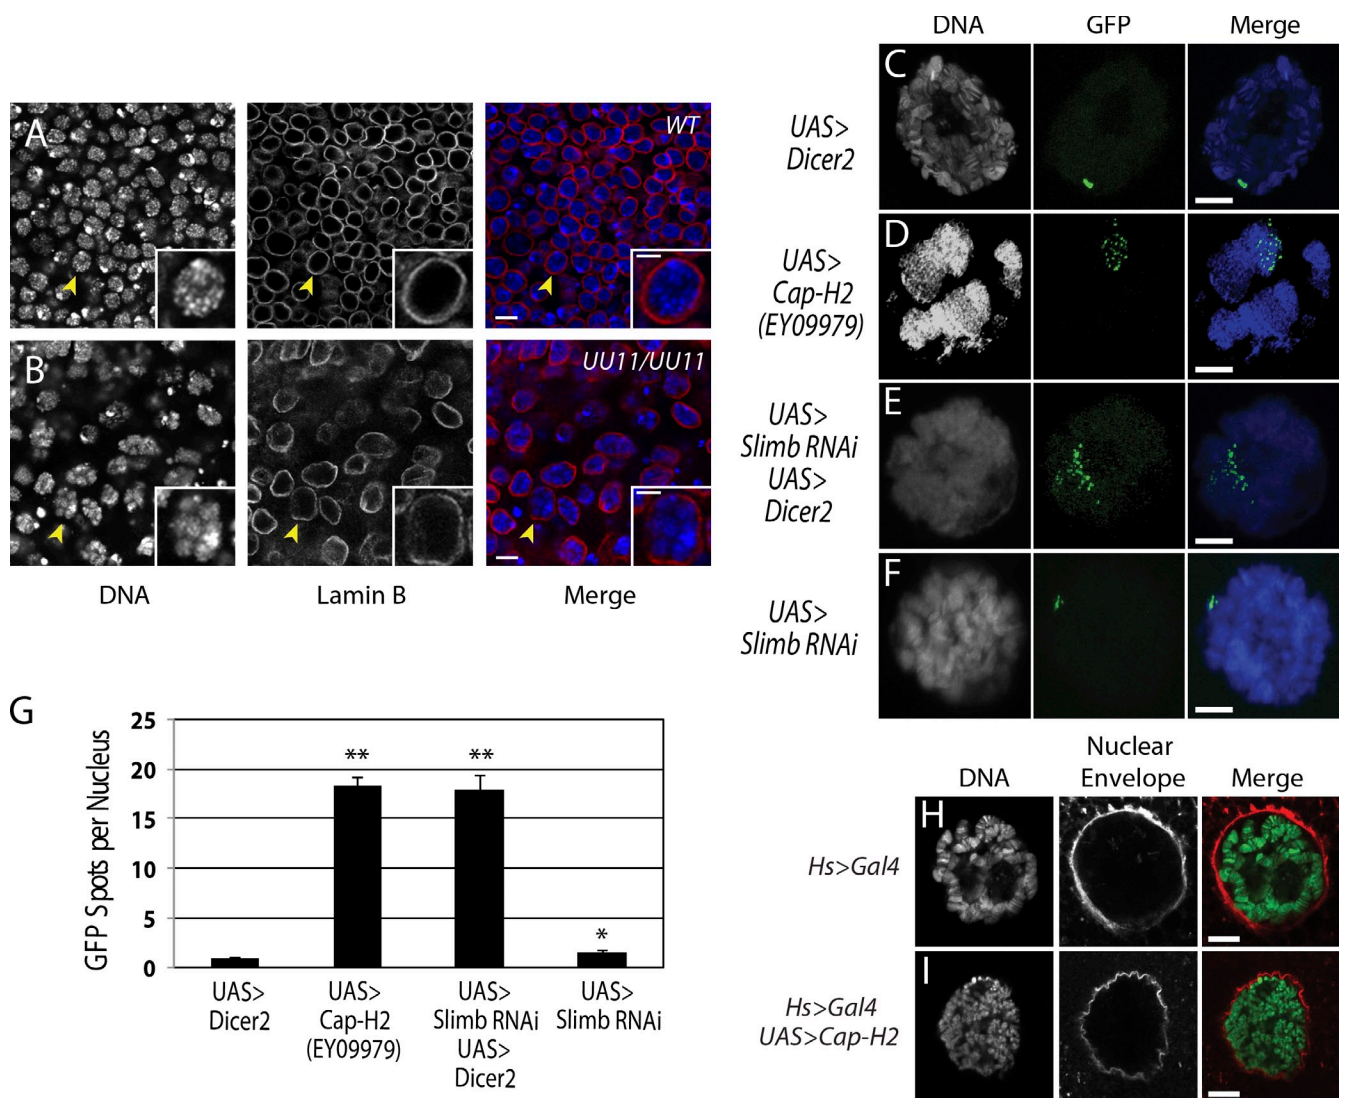 A
WT
B
UU11/UU11
DNA
Lamin B
Merge
DNA
GFP
Merge
UAS>
Dicer2
C
UAS>
Cap-H2
(EY09979)
D
UAS>
Slimb RNAi
UAS>
Dicer2
E
UAS>
Slimb RNAi
F
G
GFP Spots per Nucleus
25
20
15
10
5
0
**
**
*
UAS>
Dicer2
UAS>
Cap-H2
(EY09979)
UAS>
Slimb RNAi
UAS>
Dicer2
UAS>
Slimb RNAi
DNA
Nuclear
Envelope
Merge
Hs>Gal4
H
Hs>Gal4
UAS>Cap-H2
I